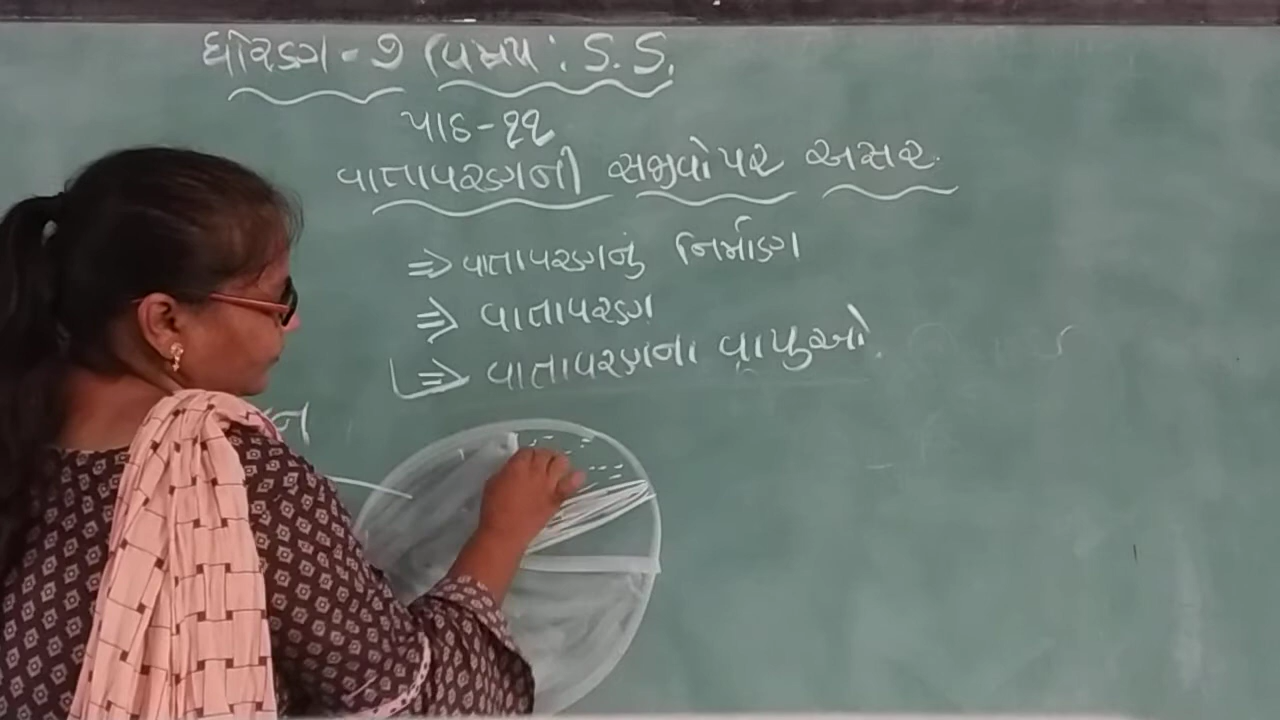 ધોરણ - ૭ વિષય : S. S.
પાઠ - ૧૧
વાતાવરણની સજીવો પર અસર.
⇒ વાતાવરણનું નિર્માણ
⇒ વાતાવરણ
⇒ વાતાવરણના વાયુઓ.